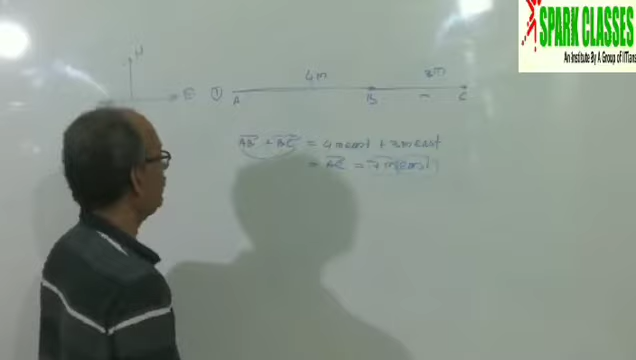 SPARK CLASSES
An Institute By A Group of IITians
N
E
①
4m
3m
A
B
C
AB + BC = 4m east + 3m east
= AC = 7m east